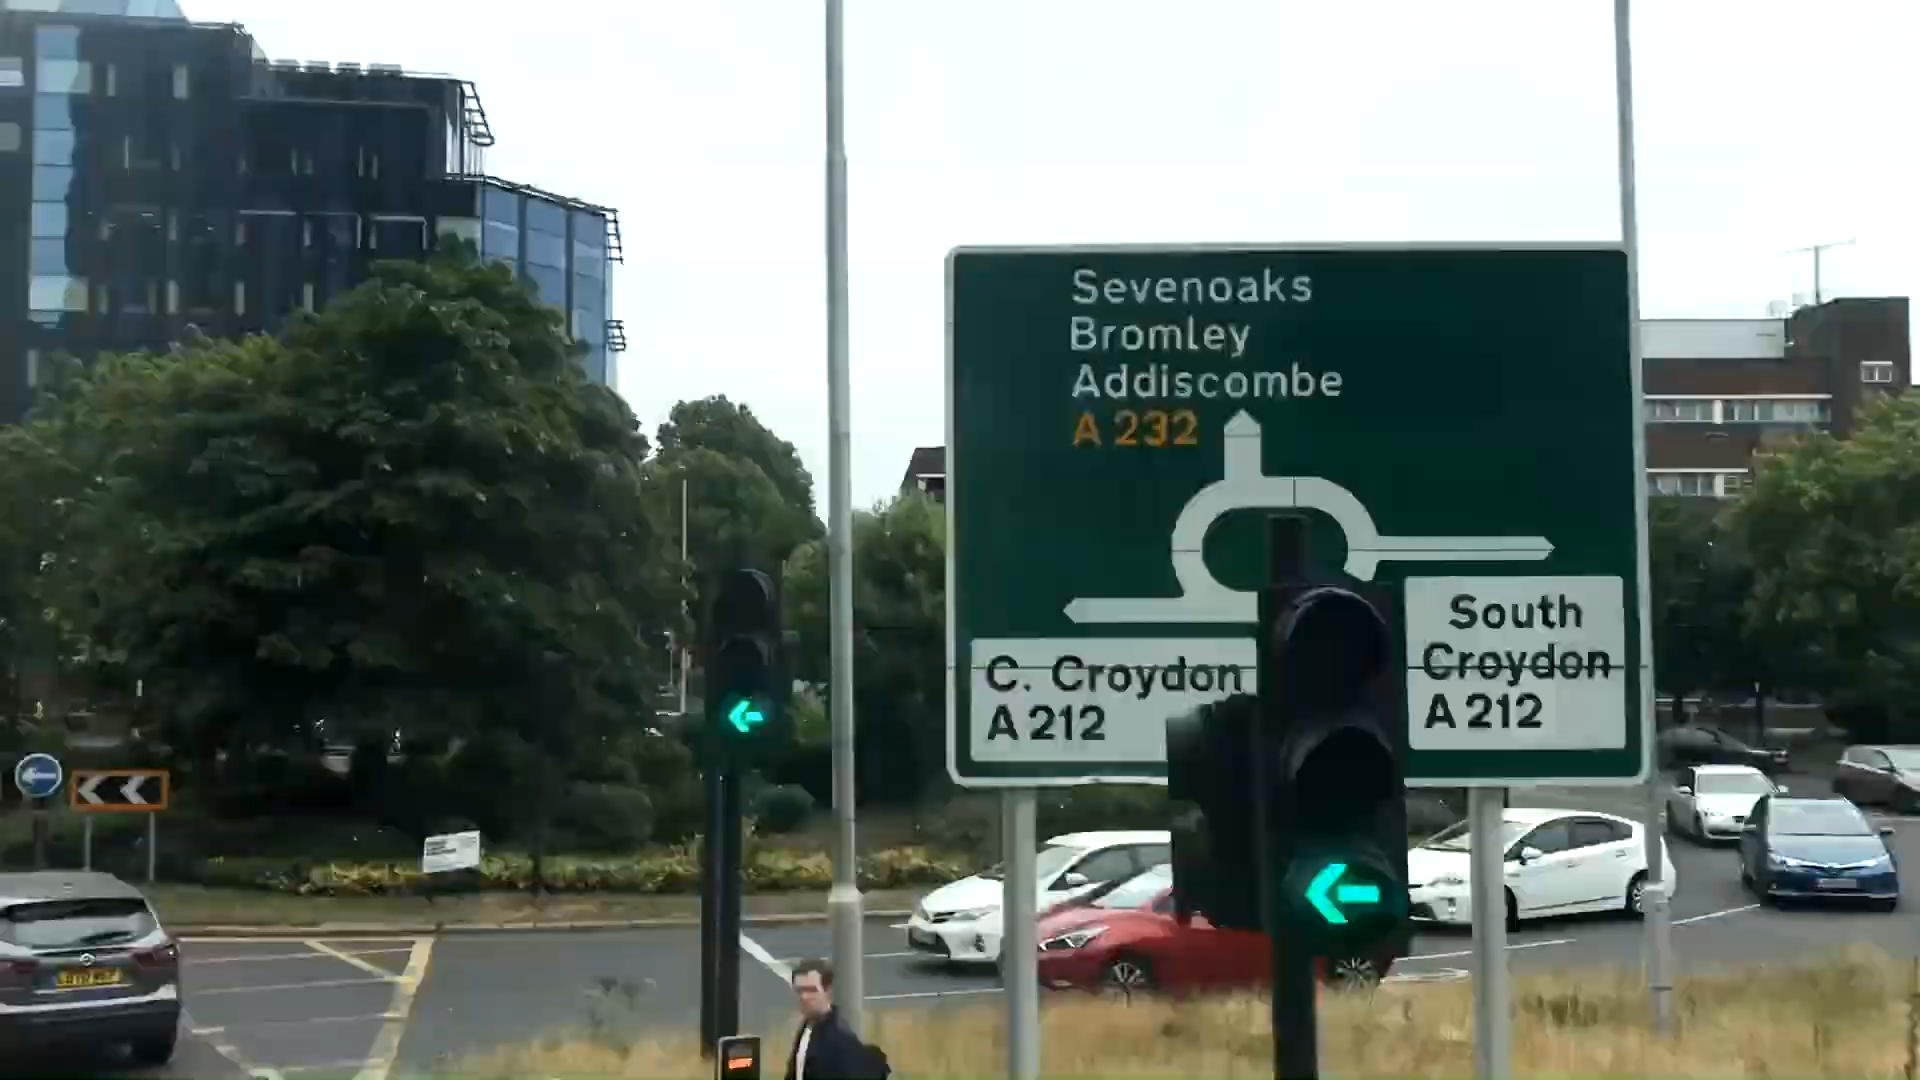 Sevenoaks
Bromley
Addiscombe
A 232
C. Croydon
A 212
South
Croydon
A 212